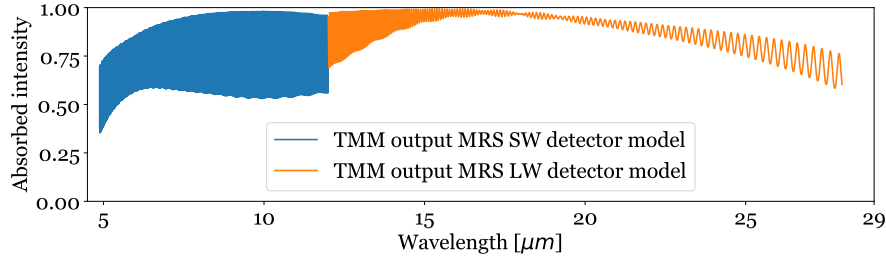 1.00
0.75
0.50
0.25
0.00
Absorbed intensity
TMM output MRS SW detector model
TMM output MRS LW detector model
5 10 15 20 25 29
Wavelength [μm]